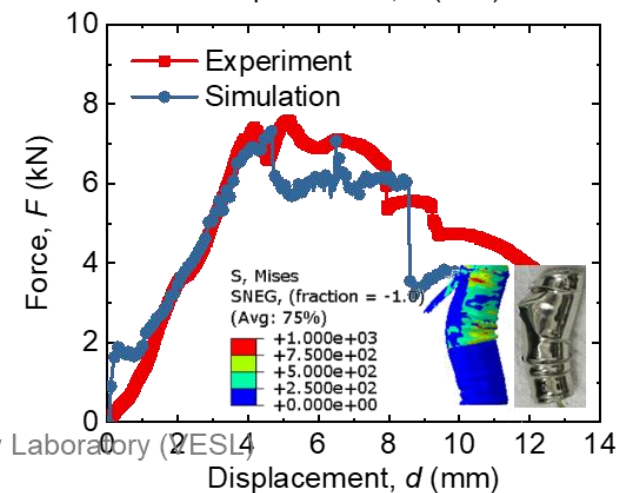 10
Experiment
Simulation
8
6
4
2
0
Force, F (kN)
S, Mises
SNEG, (fraction = -1.0)
(Avg: 75%)
+1.000e+03
+7.500e+02
+5.000e+02
+2.500e+02
+0.000e+00
0 2 4 6 8 10 12 14
Laboratory (VESL)
Displacement, d (mm)